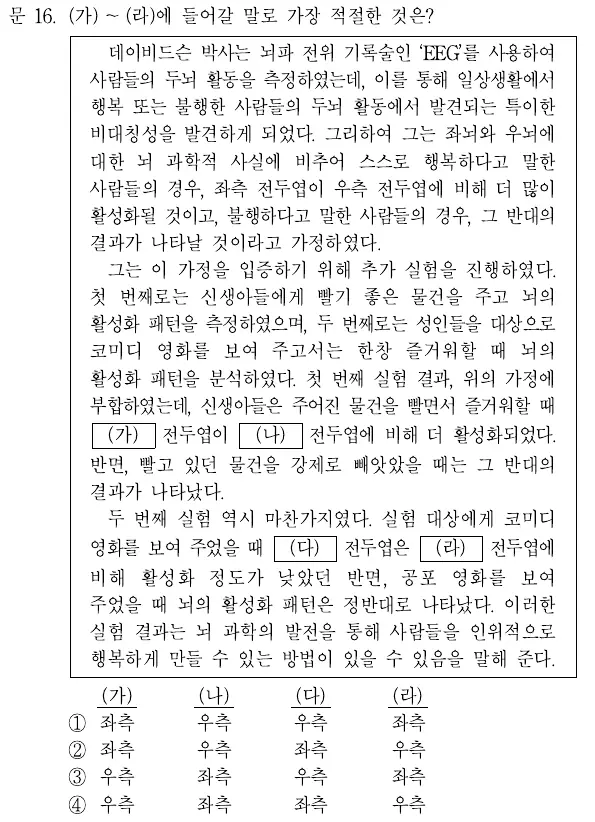 문 16. (가) ~ (라)에 들어갈 말로 가장 적절한 것은?
데이비드슨 박사는 뇌파 전위 기록술인 ‘EEG’를 사용하여
사람들의 두뇌 활동을 측정하였는데, 이를 통해 일상생활에서
행복 또는 불행한 사람들의 두뇌 활동에서 발견되는 특이한
비대칭성을 발견하게 되었다. 그리하여 그는 좌뇌와 우뇌에
대한 뇌 과학적 사실에 비추어 스스로 행복하다고 말한
사람들의 경우, 좌측 전두엽이 우측 전두엽에 비해 더 많이
활성화될 것이고, 불행하다고 말한 사람들의 경우, 그 반대의
결과가 나타날 것이라고 가정하였다.
그는 이 가정을 입증하기 위해 추가 실험을 진행하였다.
첫 번째로는 신생아들에게 빨기 좋은 물건을 주고 뇌의
활성화 패턴을 측정하였으며, 두 번째로는 성인들을 대상으로
코미디 영화를 보여 주고서는 한창 즐거워할 때 뇌의
활성화 패턴을 분석하였다. 첫 번째 실험 결과, 위의 가정에
부합하였는데, 신생아들은 주어진 물건을 빨면서 즐거워할 때
(가) 전두엽이 (나) 전두엽에 비해 더 활성화되었다.
반면, 빨고 있던 물건을 강제로 빼앗았을 때는 그 반대의
결과가 나타났다.
두 번째 실험 역시 마찬가지였다. 실험 대상에게 코미디
영화를 보여 주었을 때 (다) 전두엽은 (라) 전두엽에
비해 활성화 정도가 낮았던 반면, 공포 영화를 보여
주었을 때 뇌의 활성화 패턴은 정반대로 나타났다. 이러한
실험 결과는 뇌 과학의 발전을 통해 사람들을 인위적으로
행복하게 만들 수 있는 방법이 있을 수 있음을 말해 준다.
(가) (나) (다) (라)
① 좌측 우측 우측 좌측
② 좌측 우측 좌측 우측
③ 우측 좌측 우측 좌측
④ 우측 좌측 좌측 우측